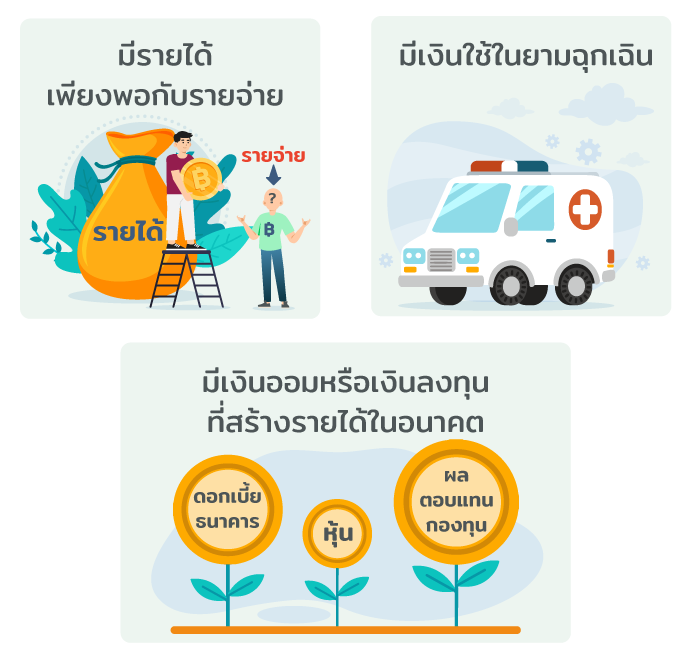 มีรายได้
เพียงพอกับรายจ่าย
รายจ่าย
?
฿
฿
รายได้
มีเงินใช้ในยามฉุกเฉิน
มีเงินออมหรือเงินลงทุน
ที่สร้างรายได้ในอนาคต
ดอกเบี้ย
ธนาคาร
หุ้น
ผล
ตอบแทน
กองทุน